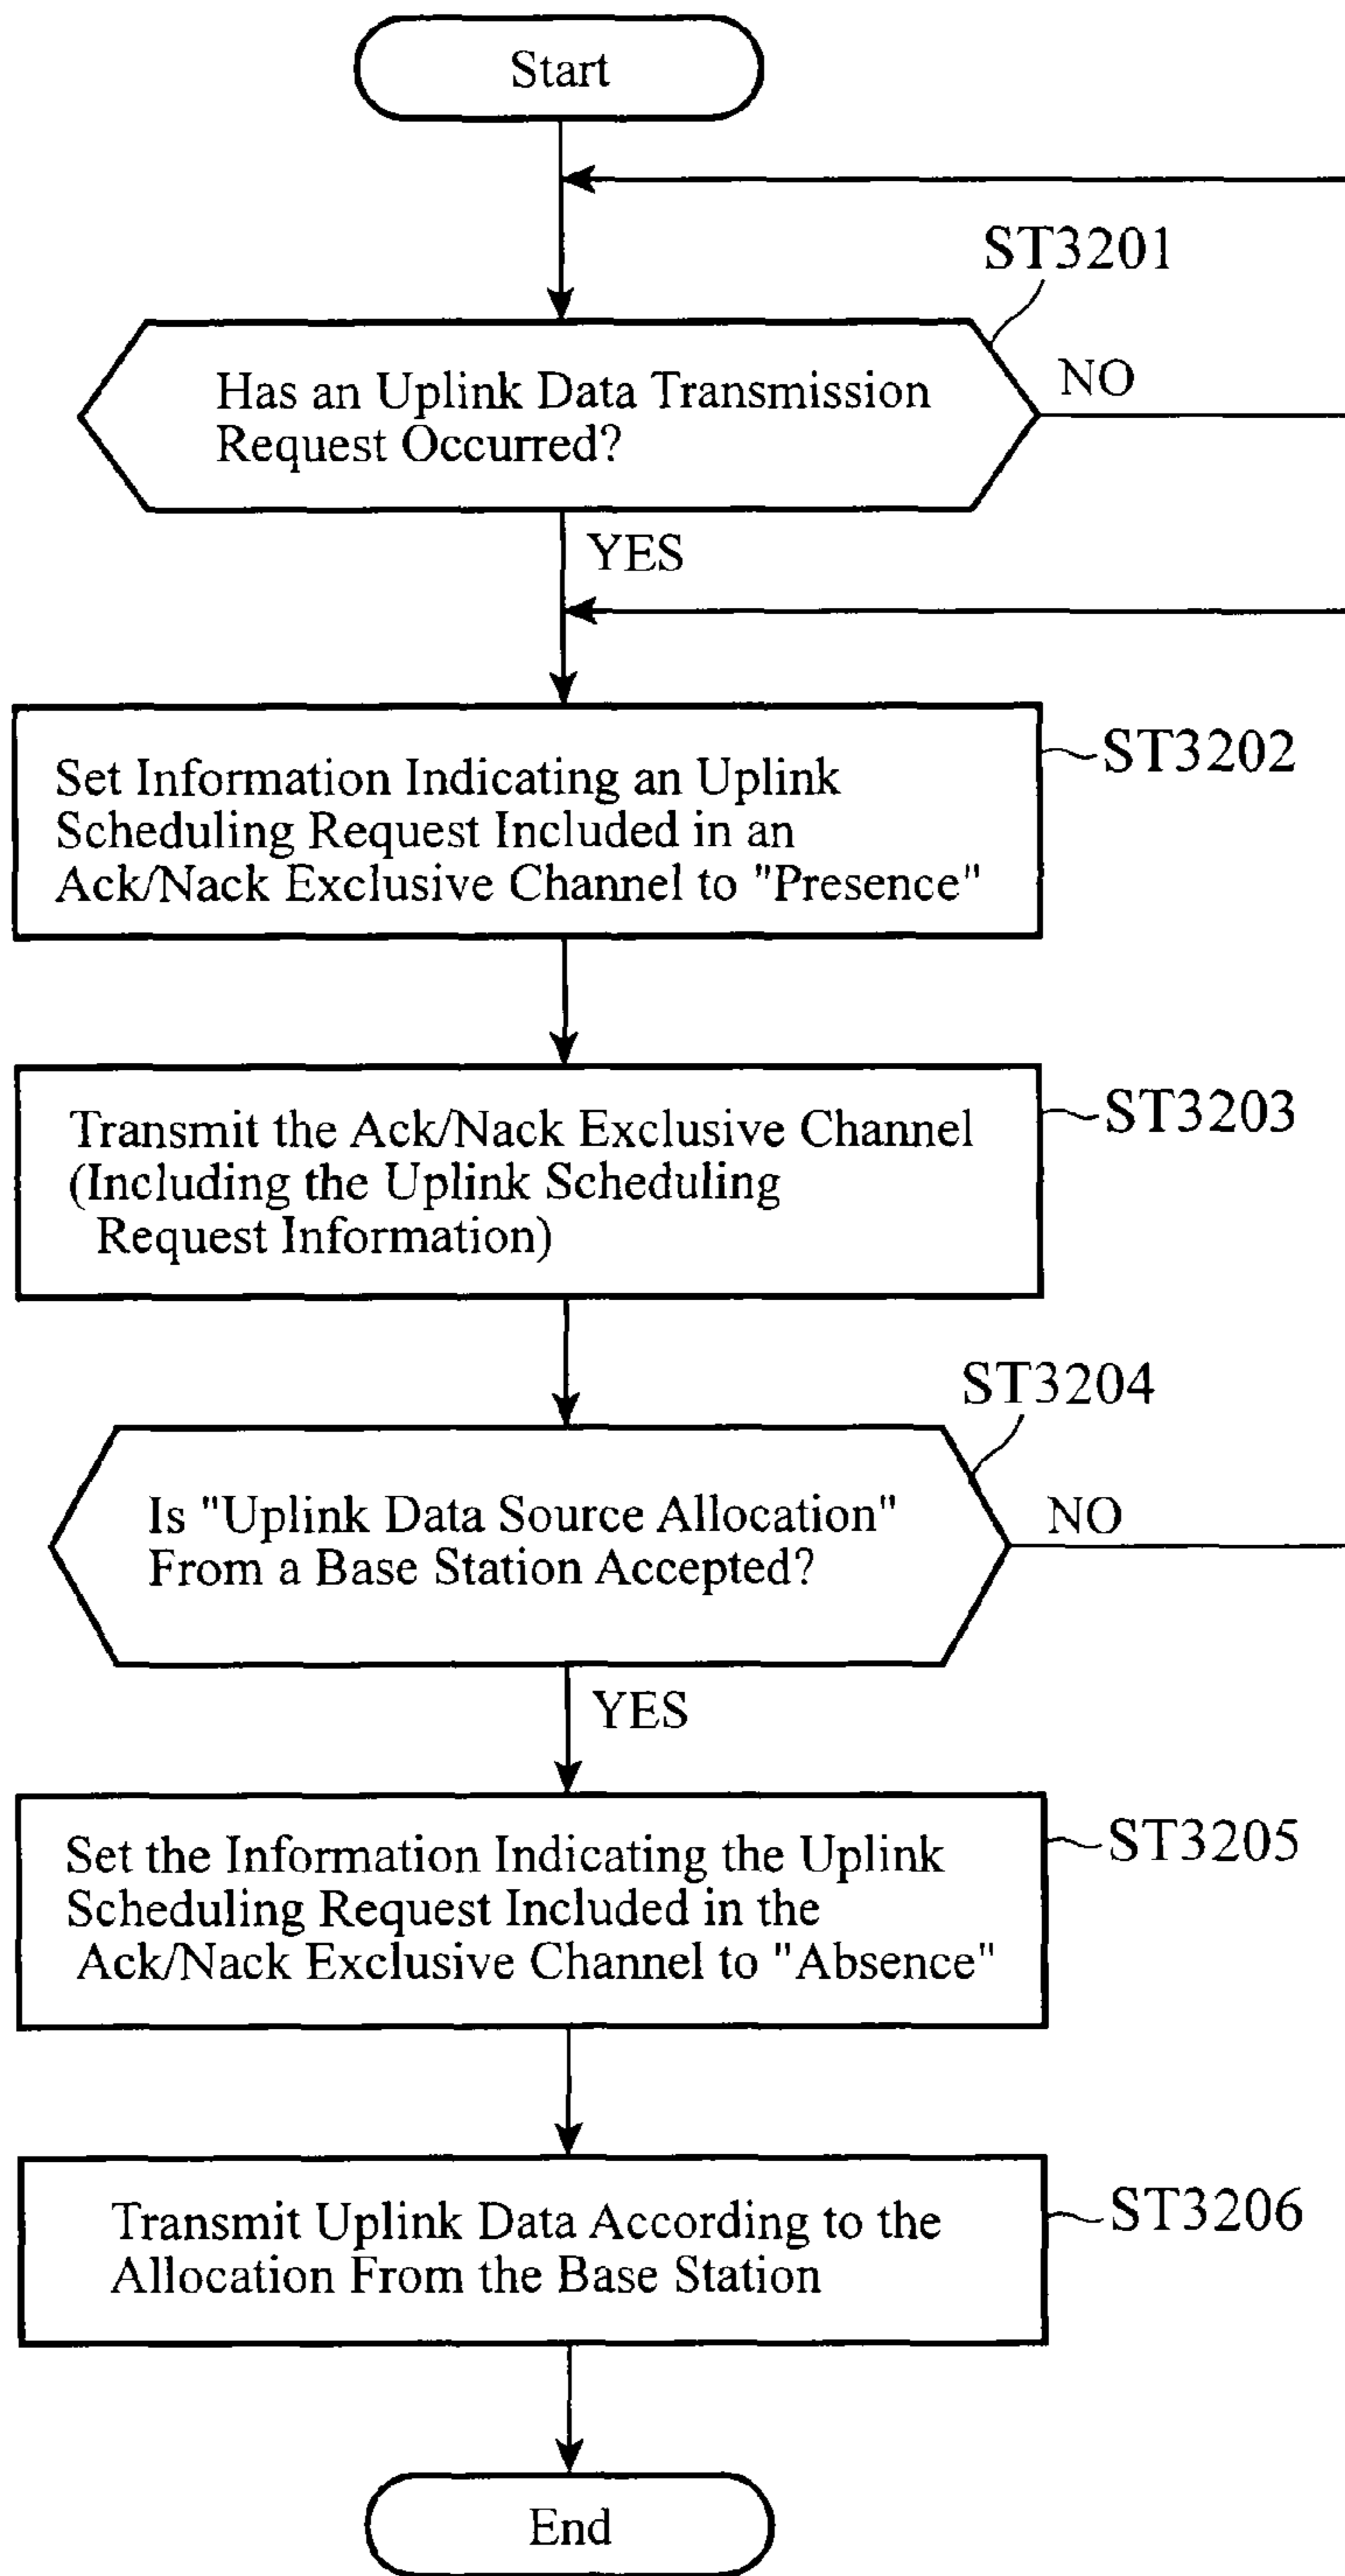 Start
ST3201
Has an Uplink Data Transmission
Request Occurred?
NO
YES
Set Information Indicating an Uplink
Scheduling Request Included in an
Ack/Nack Exclusive Channel to "Presence"
ST3202
Transmit the Ack/Nack Exclusive Channel
(Including the Uplink Scheduling
Request Information)
ST3203
ST3204
Is "Uplink Data Source Allocation"
From a Base Station Accepted?
NO
YES
Set the Information Indicating the Uplink
Scheduling Request Included in the
Ack/Nack Exclusive Channel to "Absence"
ST3205
Transmit Uplink Data According to the
Allocation From the Base Station
ST3206
End